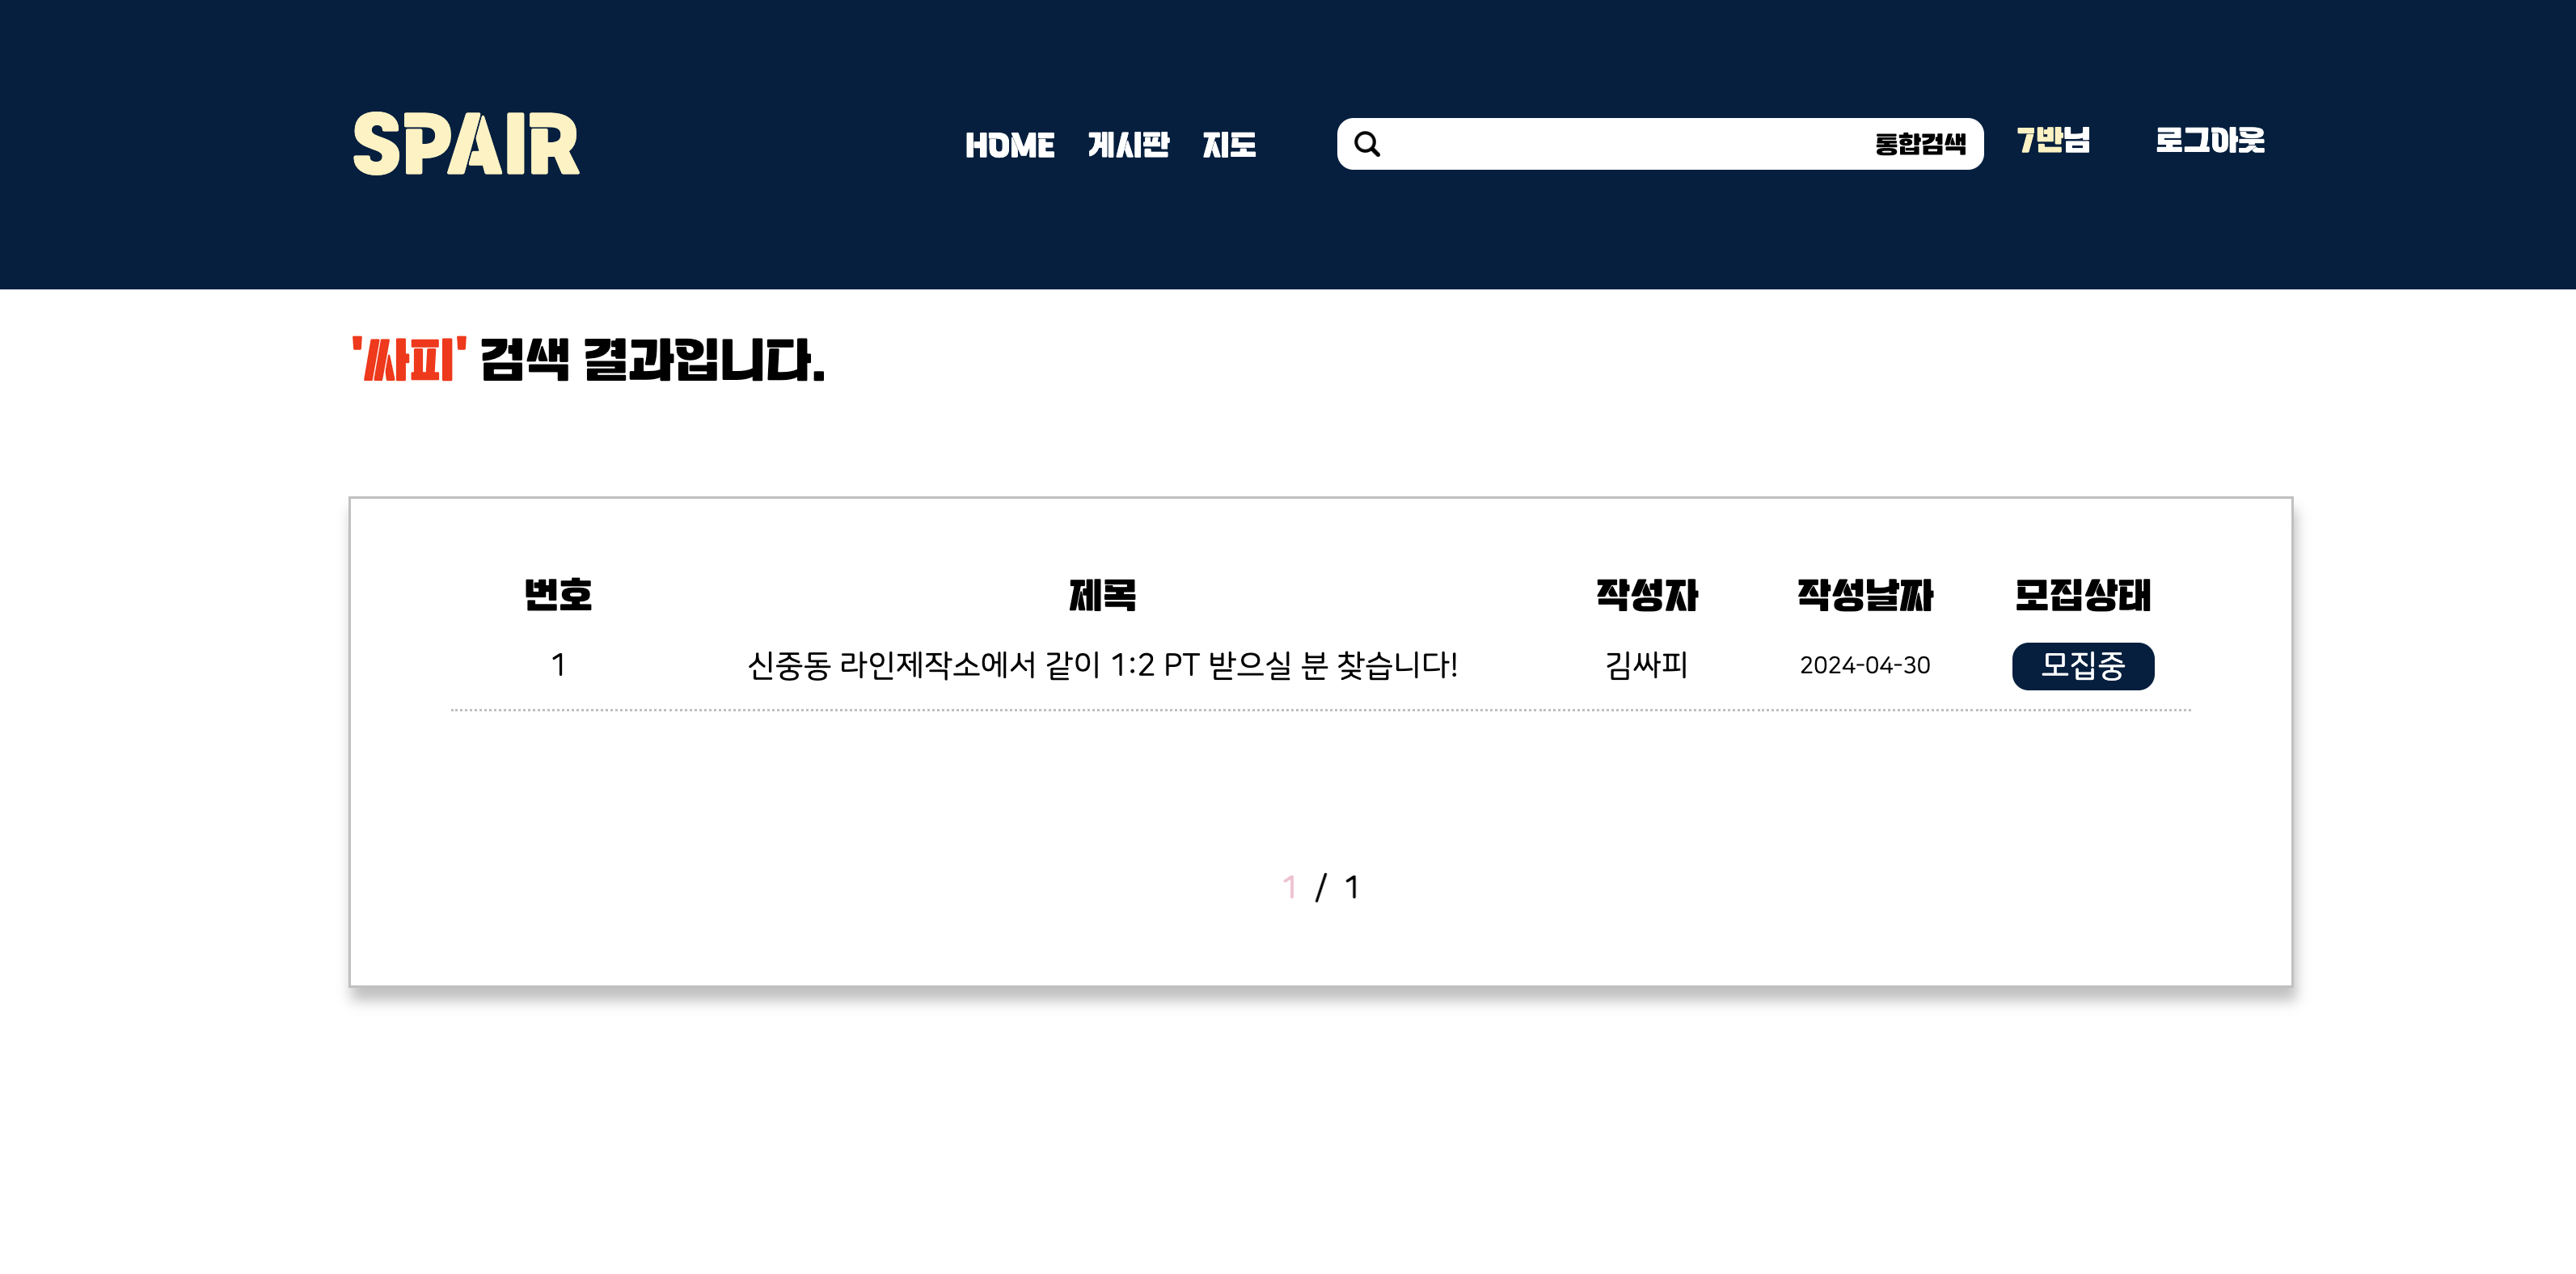 SPAIR HOME 게시판 지도 통합검색 7반님 로그아웃
'싸피' 검색 결과입니다.
번호 제목 작성자 작성날짜 모집상태
1 신중동 라인제작소에서 같이 1:2 PT 받으실 분 찾습니다! 김싸피 2024-04-30 모집중
1 / 1